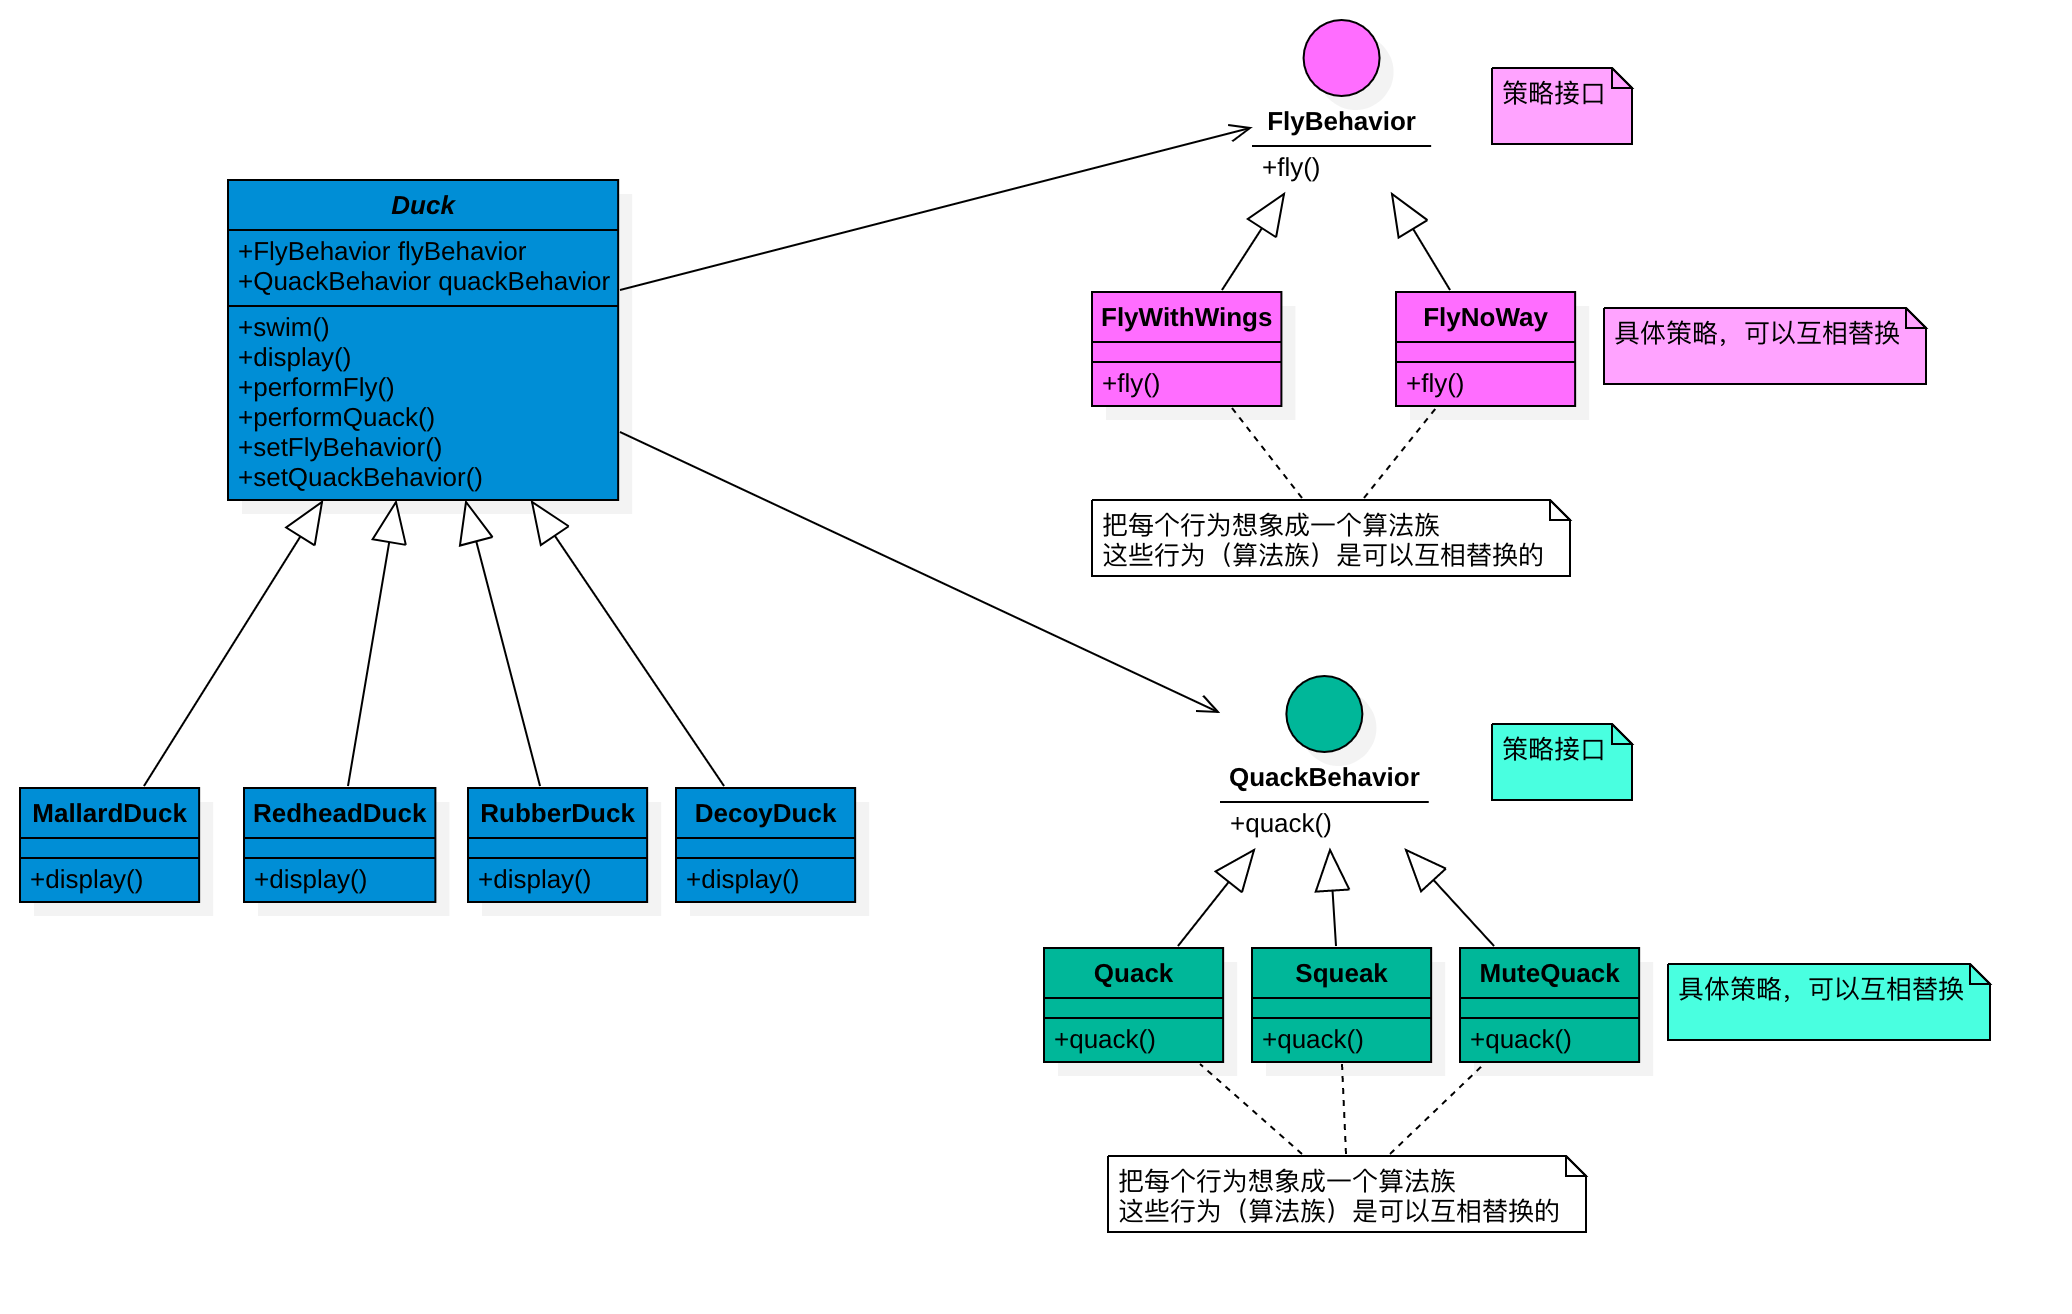 Duck
+FlyBehavior flyBehavior
+QuackBehavior quackBehavior
+swim()
+display()
+performFly()
+performQuack()
+setFlyBehavior()
+setQuackBehavior()
MallardDuck
+display()
RedheadDuck
+display()
RubberDuck
+display()
DecoyDuck
+display()
FlyBehavior
+fly()
策略接口
FlyWithWings
+fly()
FlyNoWay
+fly()
具体策略，可以互相替换
把每个行为想象成一个算法族
这些行为（算法族）是可以互相替换的
QuackBehavior
+quack()
策略接口
Quack
+quack()
Squeak
+quack()
MuteQuack
+quack()
具体策略，可以互相替换
把每个行为想象成一个算法族
这些行为（算法族）是可以互相替换的